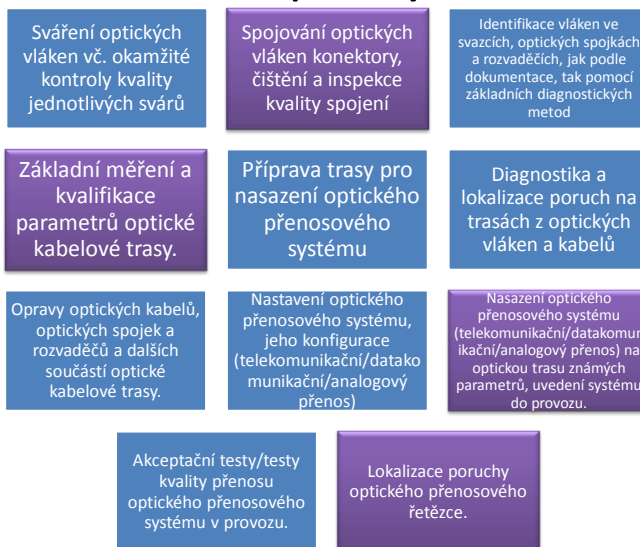 Sváření optických
vláken vč. okamžité
kontroly kvality
jednotlivých svárů
Spojování optických
vláken konektory,
čištění a inspekce
kvality spojení
Identifikace vláken ve
svazcích, optických spojkách
a rozvaděčích, jak podle
dokumentace, tak pomocí
základních diagnostických
metod
Základní měření a
kvalifikace
parametrů optické
kabelové trasy.
Příprava trasy pro
nasazení optického
přenosového
systému
Diagnostika a
lokalizace poruch na
trasách z optických
vláken a kabelů
Opravy optických kabelů,
optických spojek a
rozvaděčů a dalších
součástí optické
kabelové trasy.
Nastavení optického
přenosového systému,
jeho konfigurace
(telekomunikační/datako
munikační/analogový
přenos)
Nasazení optického
přenosového systému
(telekomunikační/datakomun
ikační/analogový přenos) na
optickou trasu známých
parametrů, uvedení systému
do provozu.
Akceptační testy/testy
kvality přenosu
optického přenosového
systému v provozu.
Lokalizace poruchy
optického přenosového
řetězce.